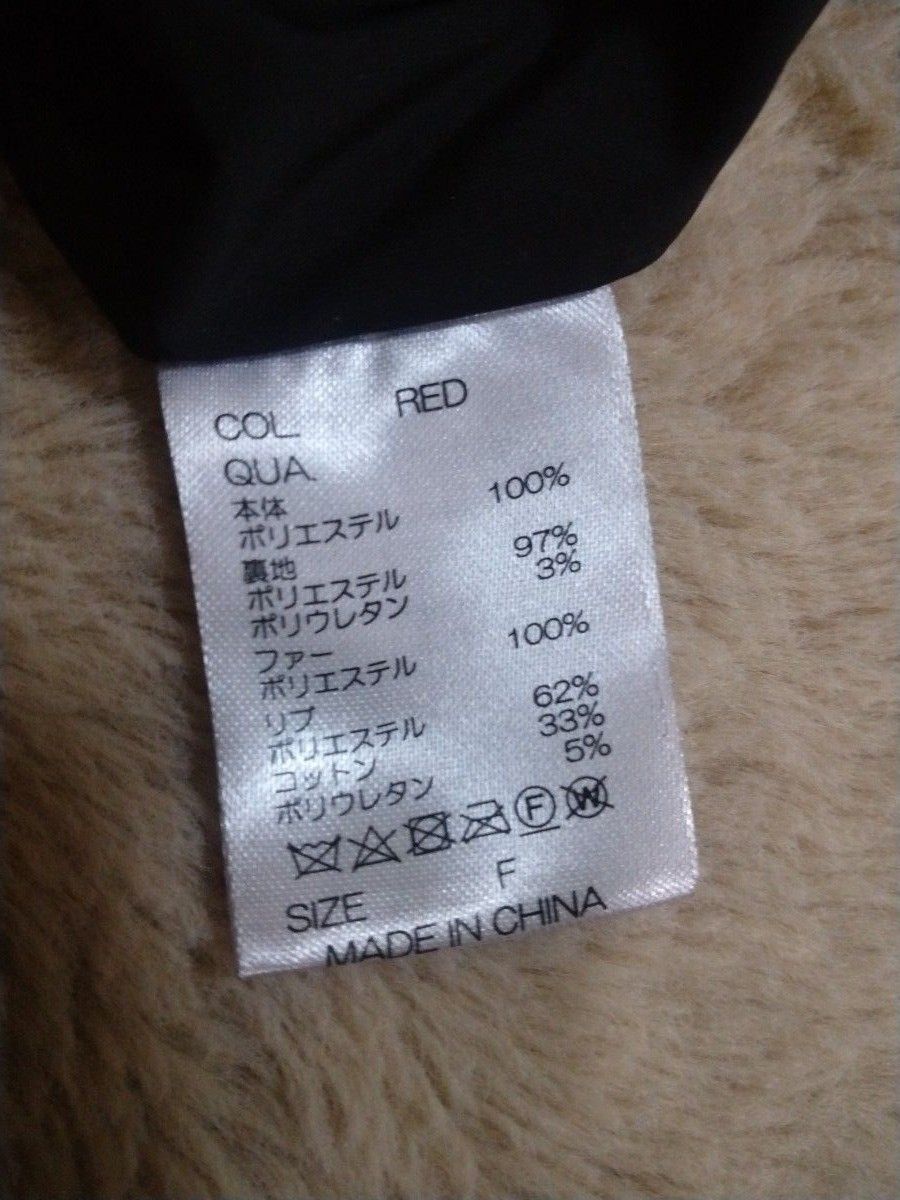 COL. RED
QUA.
本体
ポリエステル 100%
裏地
ポリエステル 97%
ポリウレタン 3%
ファー
ポリエステル 100%
リブ
ポリエステル 62%
コットン 33%
ポリウレタン 5%
F W
SIZE F
MADE IN CHINA